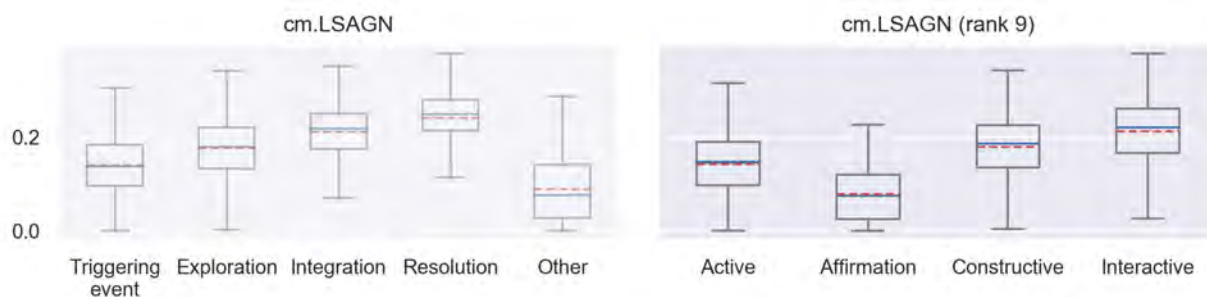 cm.LSAGN
cm.LSAGN (rank 9)
0.2
0.0
Triggering event
Exploration
Integration
Resolution
Other
Active
Affirmation
Constructive
Interactive